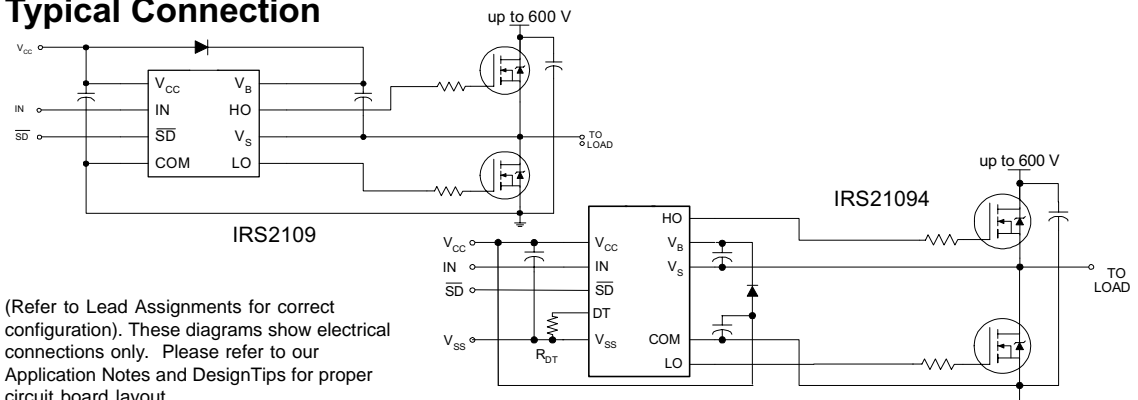 Typical Connection
up to 600 V
VCC
VCC
VB
IN
IN
HO
SD
SD
VS
TO
LOAD
COM
LO
IRS2109
up to 600 V
IRS21094
HO
VCC
VCC
VB
IN
IN
VS
SD
SD
DT
VSS
RDT
VSS
COM
LO
TO
LOAD
(Refer to Lead Assignments for correct
configuration). These diagrams show electrical
connections only. Please refer to our
Application Notes and DesignTips for proper
circuit board layout